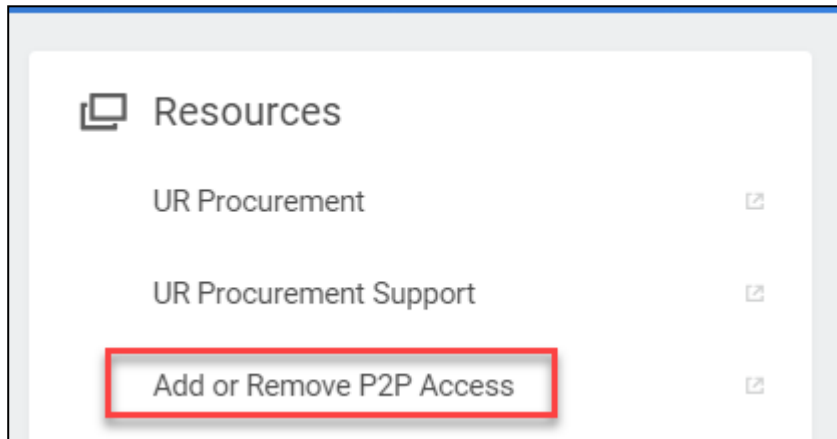 Resources
UR Procurement
UR Procurement Support
Add or Remove P2P Access